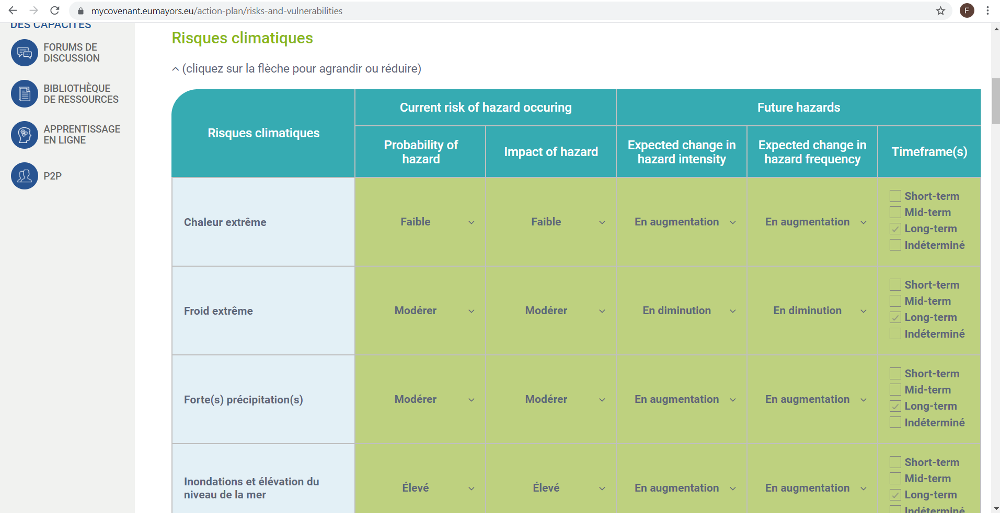 mycovenant.eumayors.eu/action-plan/risks-and-vulnerabilities
F
DES CAPACITÉS
FORUMS DE
DISCUSSION
BIBLIOTHÈQUE
DE RESSOURCES
APPRENTISSAGE
EN LIGNE
P2P
Risques climatiques
(cliquez sur la flèche pour agrandir ou réduire)
Risques climatiques
Current risk of hazard occuring
Future hazards
Probability of
hazard
Impact of hazard
Expected change in
hazard intensity
Expected change in
hazard frequency
Timeframe(s)
Chaleur extrême
Faible
Faible
En augmentation
En augmentation
Short-term
Mid-term
Long-term
Indéterminé
Froid extrême
Modérer
Modérer
En diminution
En diminution
Short-term
Mid-term
Long-term
Indéterminé
Forte(s) précipitation(s)
Modérer
Modérer
En augmentation
En augmentation
Short-term
Mid-term
Long-term
Indéterminé
Inondations et élévation du
niveau de la mer
Élevé
Élevé
En augmentation
En augmentation
Short-term
Mid-term
Long-term
Indéterminé